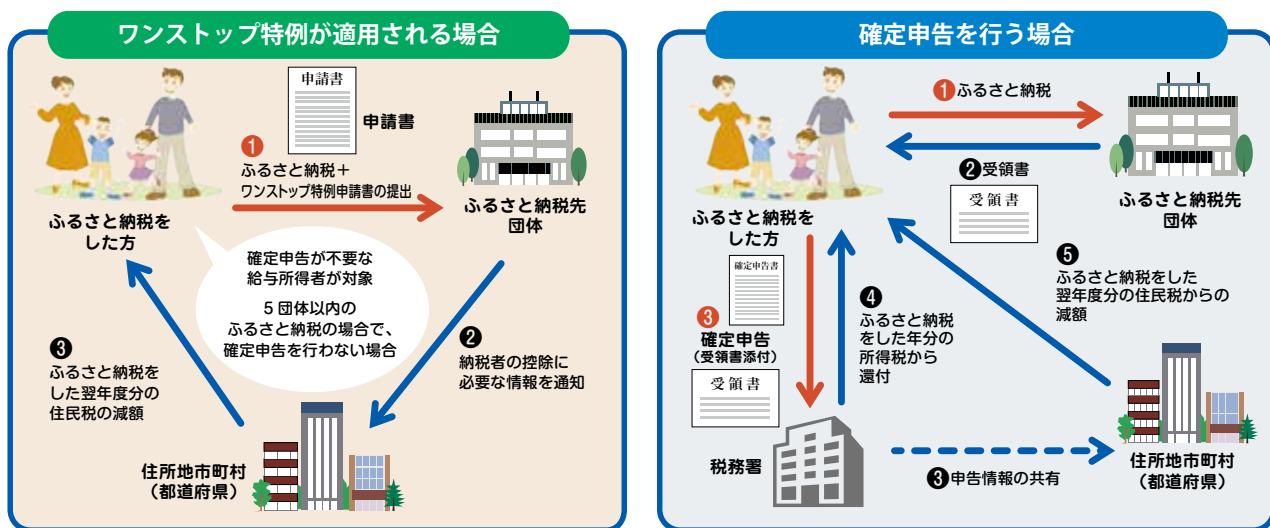 ワンストップ特例が適用される場合
申請書
申請書
❶
ふるさと納税＋
ワンストップ特例申請書の提出
ふるさと納税をした方
ふるさと納税先
団体
確定申告が不要な
給与所得者が対象
5団体以内の
ふるさと納税の場合で、
確定申告を行わない場合
❷
納税者の控除に
必要な情報を通知
❸
ふるさと納税を
した翌年度分の
住民税の減額
住所地市町村
（都道府県）
確定申告を行う場合
❶ふるさと納税
❷受領書
受領書
ふるさと納税を
した方
ふるさと納税先
団体
確定申告書
❸
確定申告
（受領書添付）
受領書
❹
ふるさと納税
をした年分の
所得税から
還付
❺
ふるさと納税をした
翌年度分の住民税からの
減額
税務署
❸申告情報の共有
住所地市町村
（都道府県）